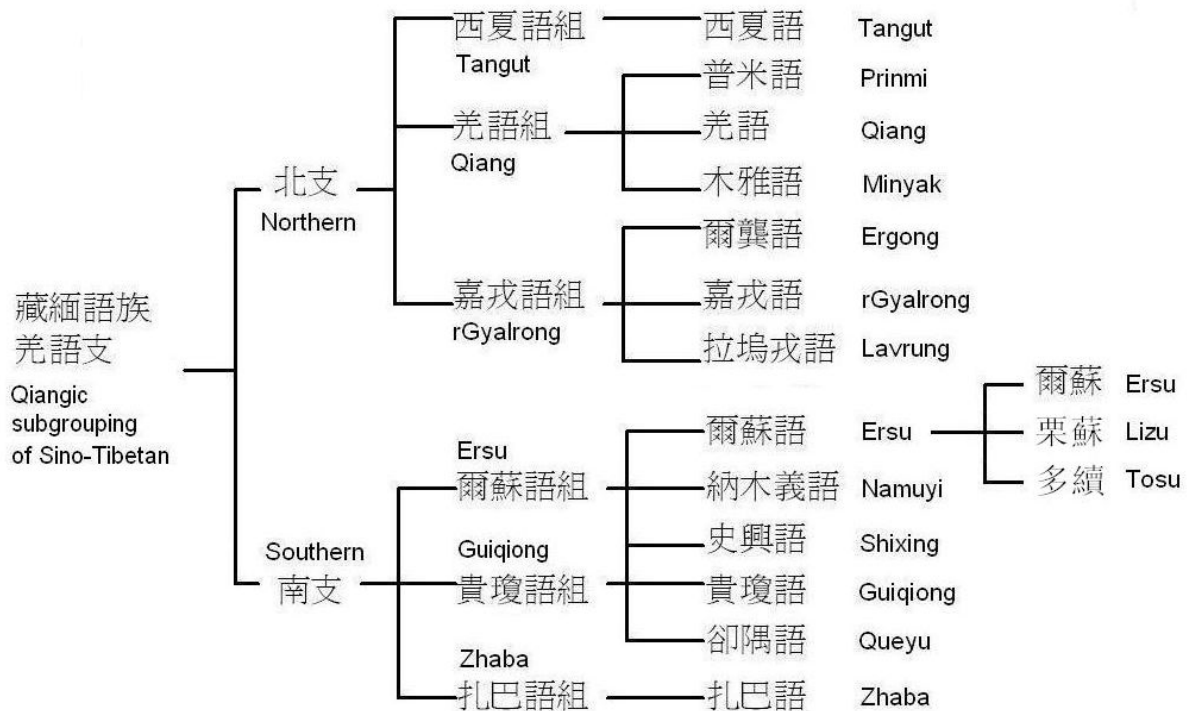 藏緬語族
羌語支
Qiangic
subgrouping
of Sino-Tibetan
北支
Northern
西夏語組
Tangut
西夏語 Tangut
羌語組
Qiang
普米語 Prinmi
羌語 Qiang
木雅語 Minyak
嘉戎語組
rGyalrong
爾龔語 Ergong
嘉戎語 rGyalrong
拉塢戎語 Lavrung
Southern
南支
Ersu
爾蘇語組
爾蘇語 Ersu
爾蘇 Ersu
栗蘇 Lizu
多續 Tosu
納木義語 Namuyi
史興語 Shixing
Guiqiong
貴瓊語組
貴瓊語 Guiqiong
卻隅語 Queyu
Zhaba
扎巴語組
扎巴語 Zhaba